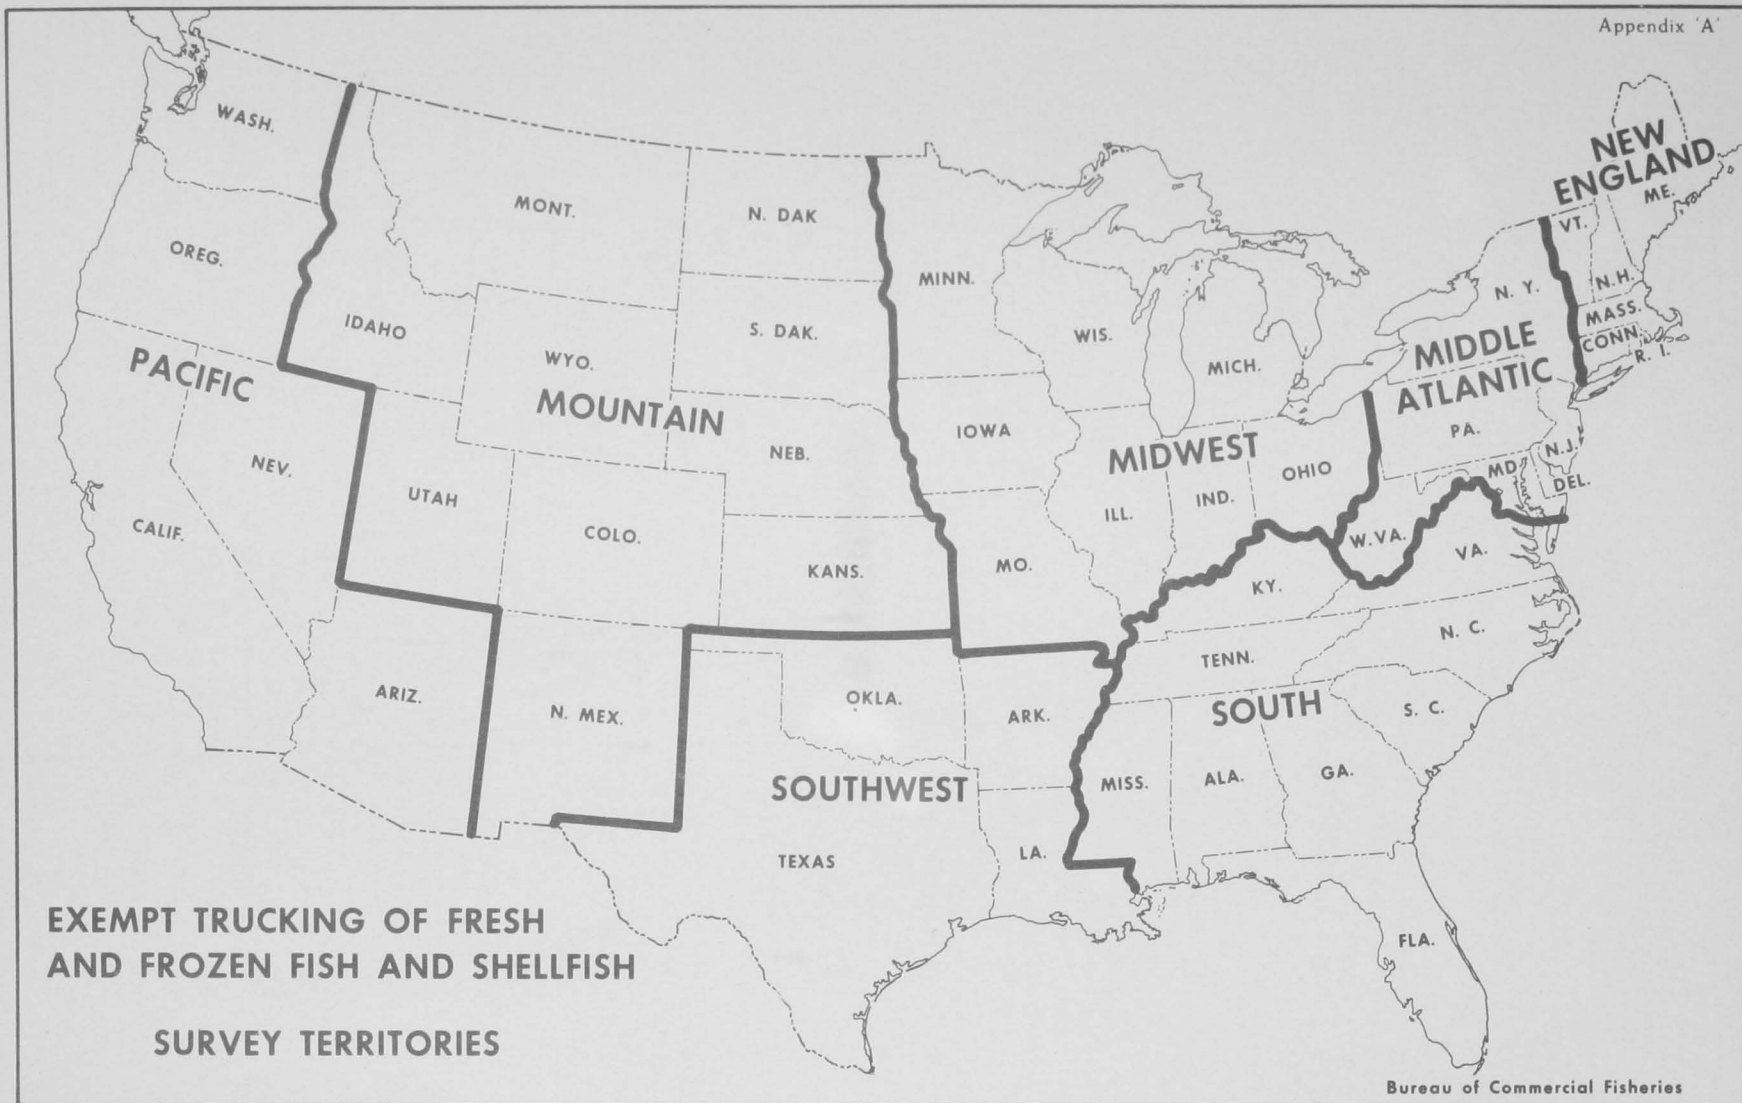 Appendix 'A'
NEW
ENGLAND
WASH.
MONT.
N. DAK
ME.
VT.
OREG.
MINN.
N.H.
N. Y.
IDAHO
S. DAK.
WIS.
MASS.
CONN.
R. I.
PACIFIC
WYO.
MICH.
MIDDLE
ATLANTIC
MOUNTAIN
IOWA
PA.
NEV.
NEB.
MIDWEST
OHIO
MD.
N.J.
DEL.
UTAH
ILL.
IND.
CALIF.
COLO.
W.VA.
VA.
KANS.
MO.
KY.
N. C.
TENN.
ARIZ.
N. MEX.
OKLA.
ARK.
SOUTH
S. C.
SOUTHWEST
MISS.
ALA.
GA.
TEXAS
LA.
FLA.
EXEMPT TRUCKING OF FRESH
AND FROZEN FISH AND SHELLFISH
SURVEY TERRITORIES
Bureau of Commercial Fisheries